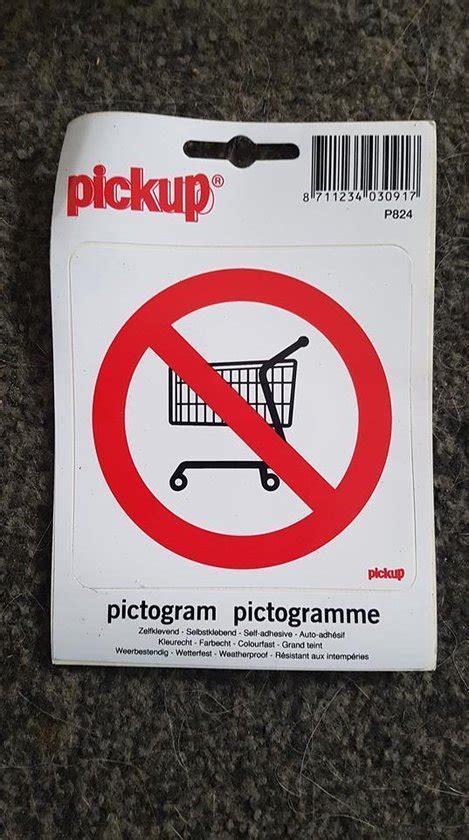 pickup®
8 711234 030917
P824
pickup
pictogram pictogramme
Zelfklevend - Selbstklebend - Self-adhesive - Auto-adhésif
Kleurecht - Farbecht - Colourfast - Grand teint
Weerbestendig - Wetterfest - Weatherproof - Résistant aux intempéries